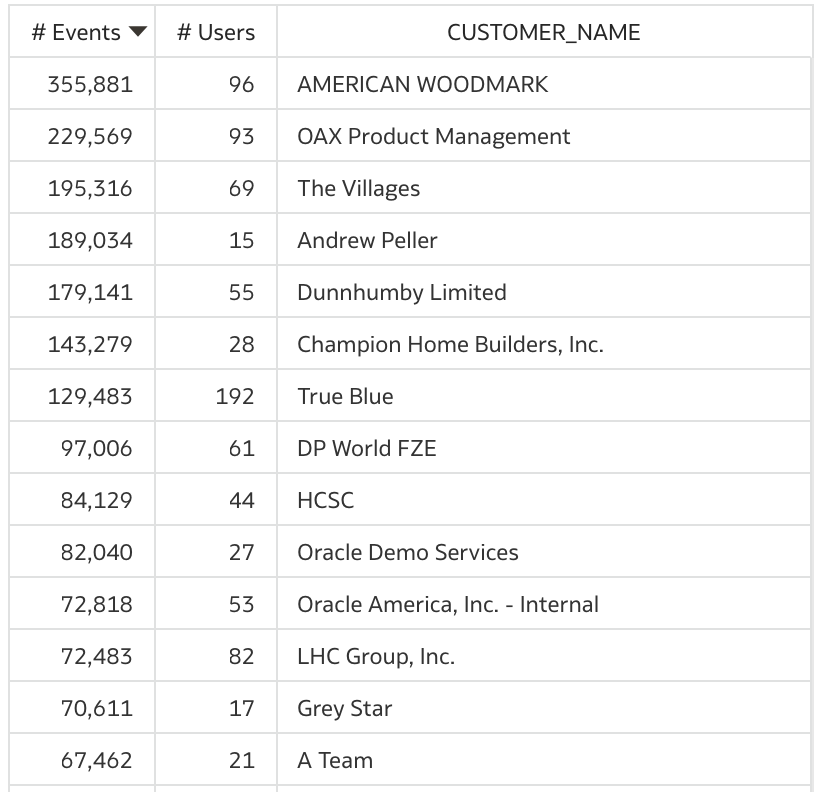 # Events # Users CUSTOMER_NAME
355,881 96 AMERICAN WOODMARK
229,569 93 OAX Product Management
195,316 69 The Villages
189,034 15 Andrew Peller
179,141 55 Dunnhumby Limited
143,279 28 Champion Home Builders, Inc.
129,483 192 True Blue
97,006 61 DP World FZE
84,129 44 HCSC
82,040 27 Oracle Demo Services
72,818 53 Oracle America, Inc. - Internal
72,483 82 LHC Group, Inc.
70,611 17 Grey Star
67,462 21 A Team